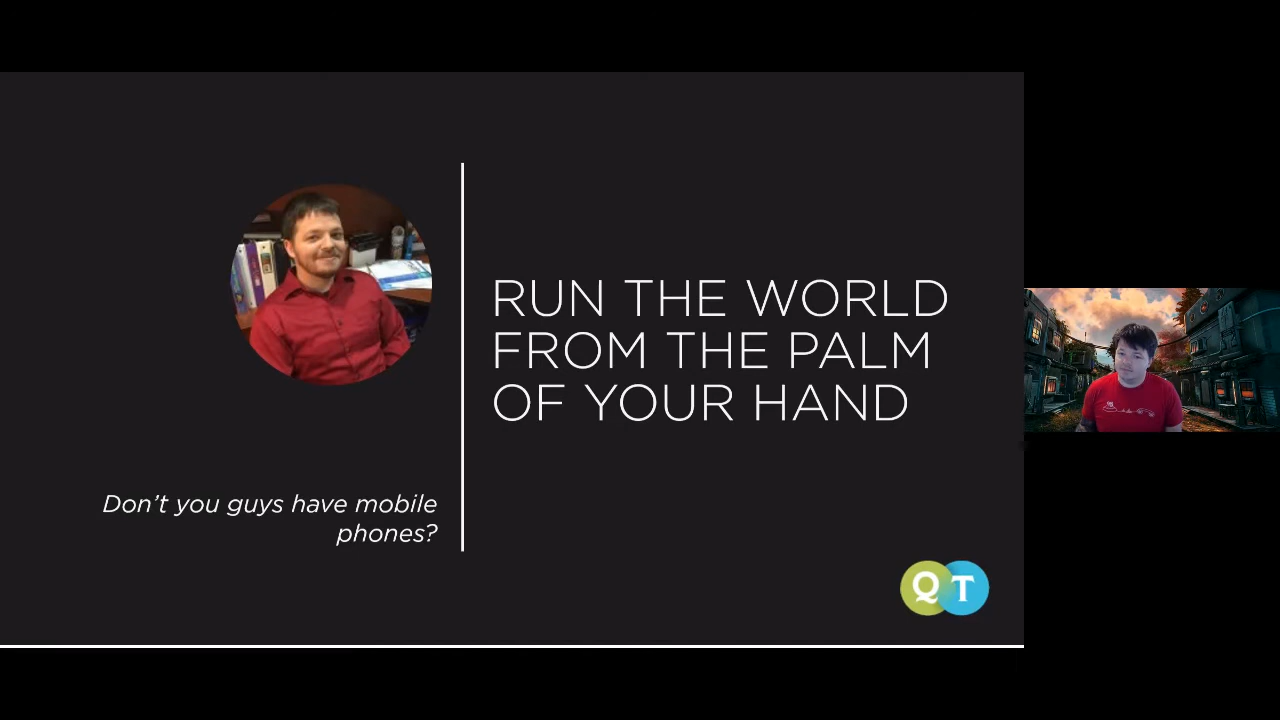 Don't you guys have mobile
phones?
RUN THE WORLD
FROM THE PALM
OF YOUR HAND
QT